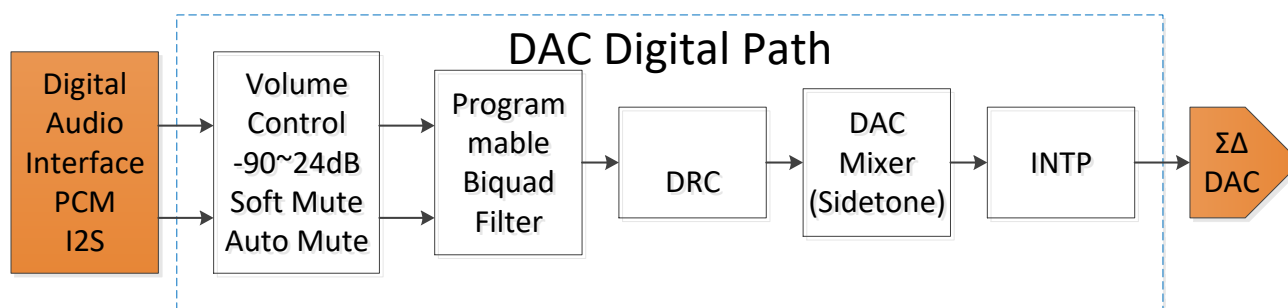 DAC Digital Path
Digital
Audio
Interface
PCM
I2S
Volume
Control
-90~24dB
Soft Mute
Auto Mute
Program
mable
Biquad
Filter
DRC
DAC
Mixer
(Sidetone)
INTP
ΣΔ
DAC